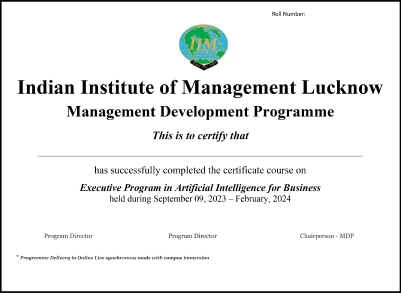 Roll Number:
IIM
Indian Institute of Management Lucknow
Management Development Programme
This is to certify that
has successfully completed the certificate course on
Executive Program in Artificial Intelligence for Business
held during September 09, 2023 – February, 2024
Program Director Program Director Chairperson - MDP
* Programme Delivery in Online Live synchronous mode with campus immersion